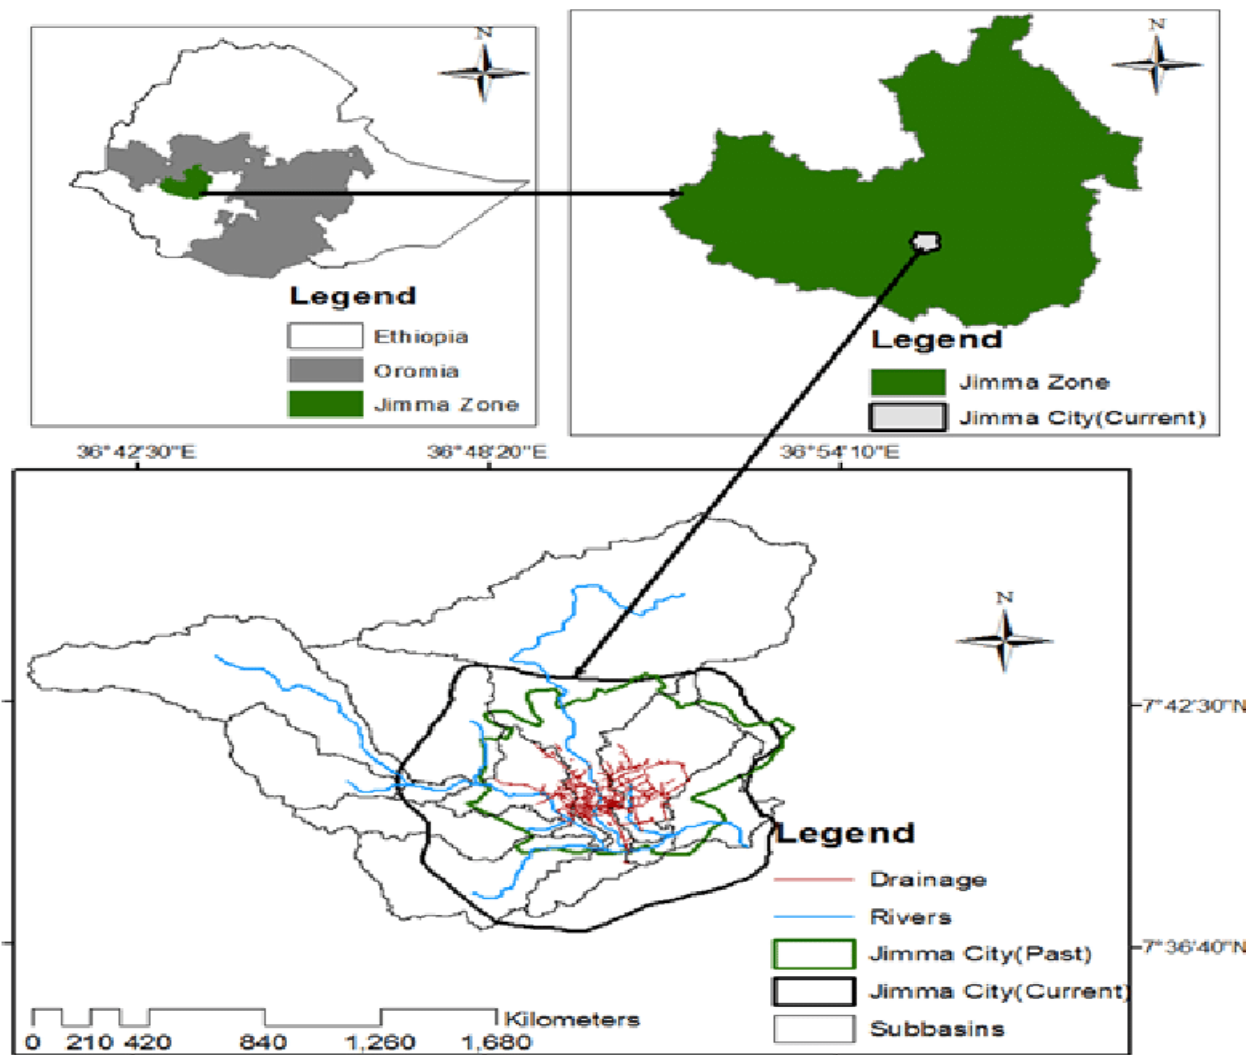 N
Legend
Ethiopia
Oromia
Jimma Zone
N
Legend
Jimma Zone
Jimma City(Current)
36°42'30"E 36°48'20"E 36°54'10"E
N
7°42'30"N
7°36'40"N
Legend
Drainage
Rivers
Jimma City(Past)
Jimma City(Current)
Subbasins
Kilometers
0 210 420 840 1,260 1,680